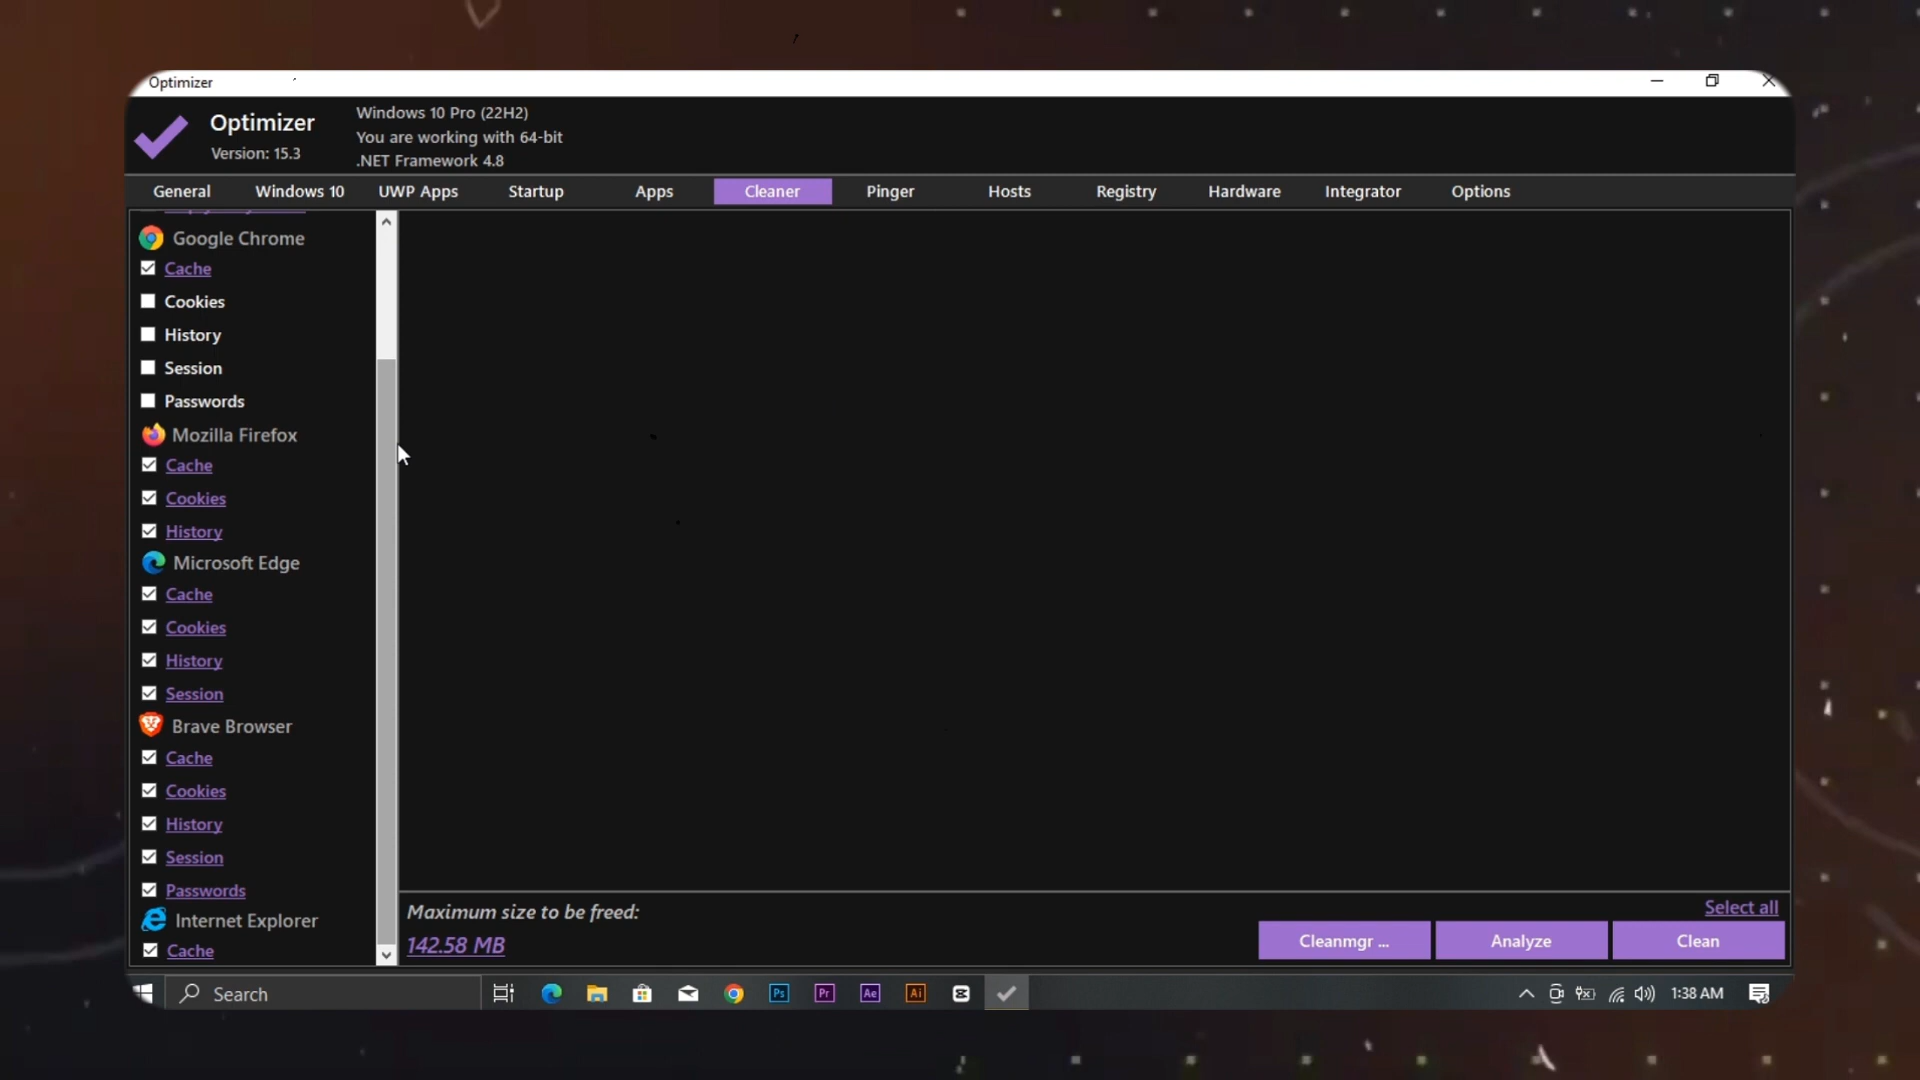 Optimizer
Optimizer
Version: 15.3
Windows 10 Pro (22H2)
You are working with 64-bit
.NET Framework 4.8
General Windows 10 UWP Apps Startup Apps Cleaner Pinger Hosts Registry Hardware Integrator Options
Google Chrome
Cache
Cookies
History
Session
Passwords
Mozilla Firefox
Cache
Cookies
History
Microsoft Edge
Cache
Cookies
History
Session
Brave Browser
Cache
Cookies
History
Session
Passwords
Internet Explorer
Cache
Maximum size to be freed:
142.58 MB
Select all
Cleanmgr ... Analyze Clean
Search
Ps Pr Ae Ai
1:38 AM